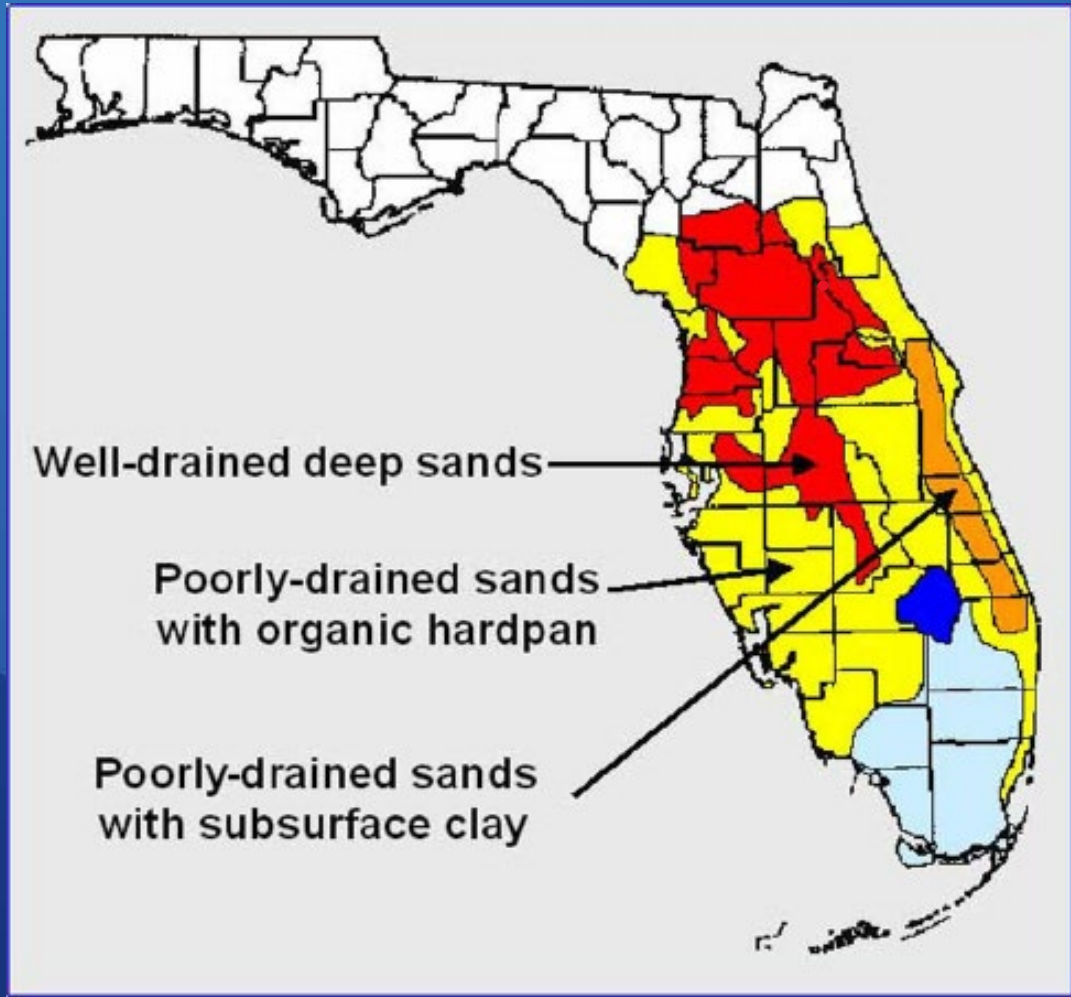 Well-drained deep sands
Poorly-drained sands
with organic hardpan
Poorly-drained sands
with subsurface clay